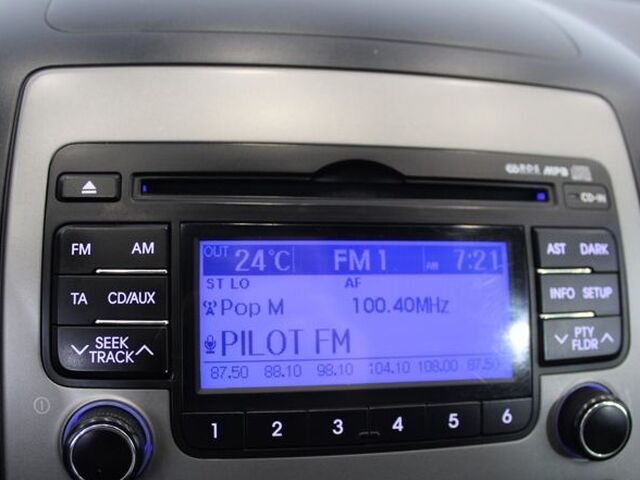 MP3
CD-IN
FM AM
TA CD/AUX
SEEK
TRACK
OUT 24°C FM 1 AM 7:21
ST LO AF
Pop M 100.40MHz
PILOT FM
87.50 88.10 98.10 104.10 108.00 87.50
AST DARK
INFO SETUP
PTY
FLDR
1 2 3 4 5 6